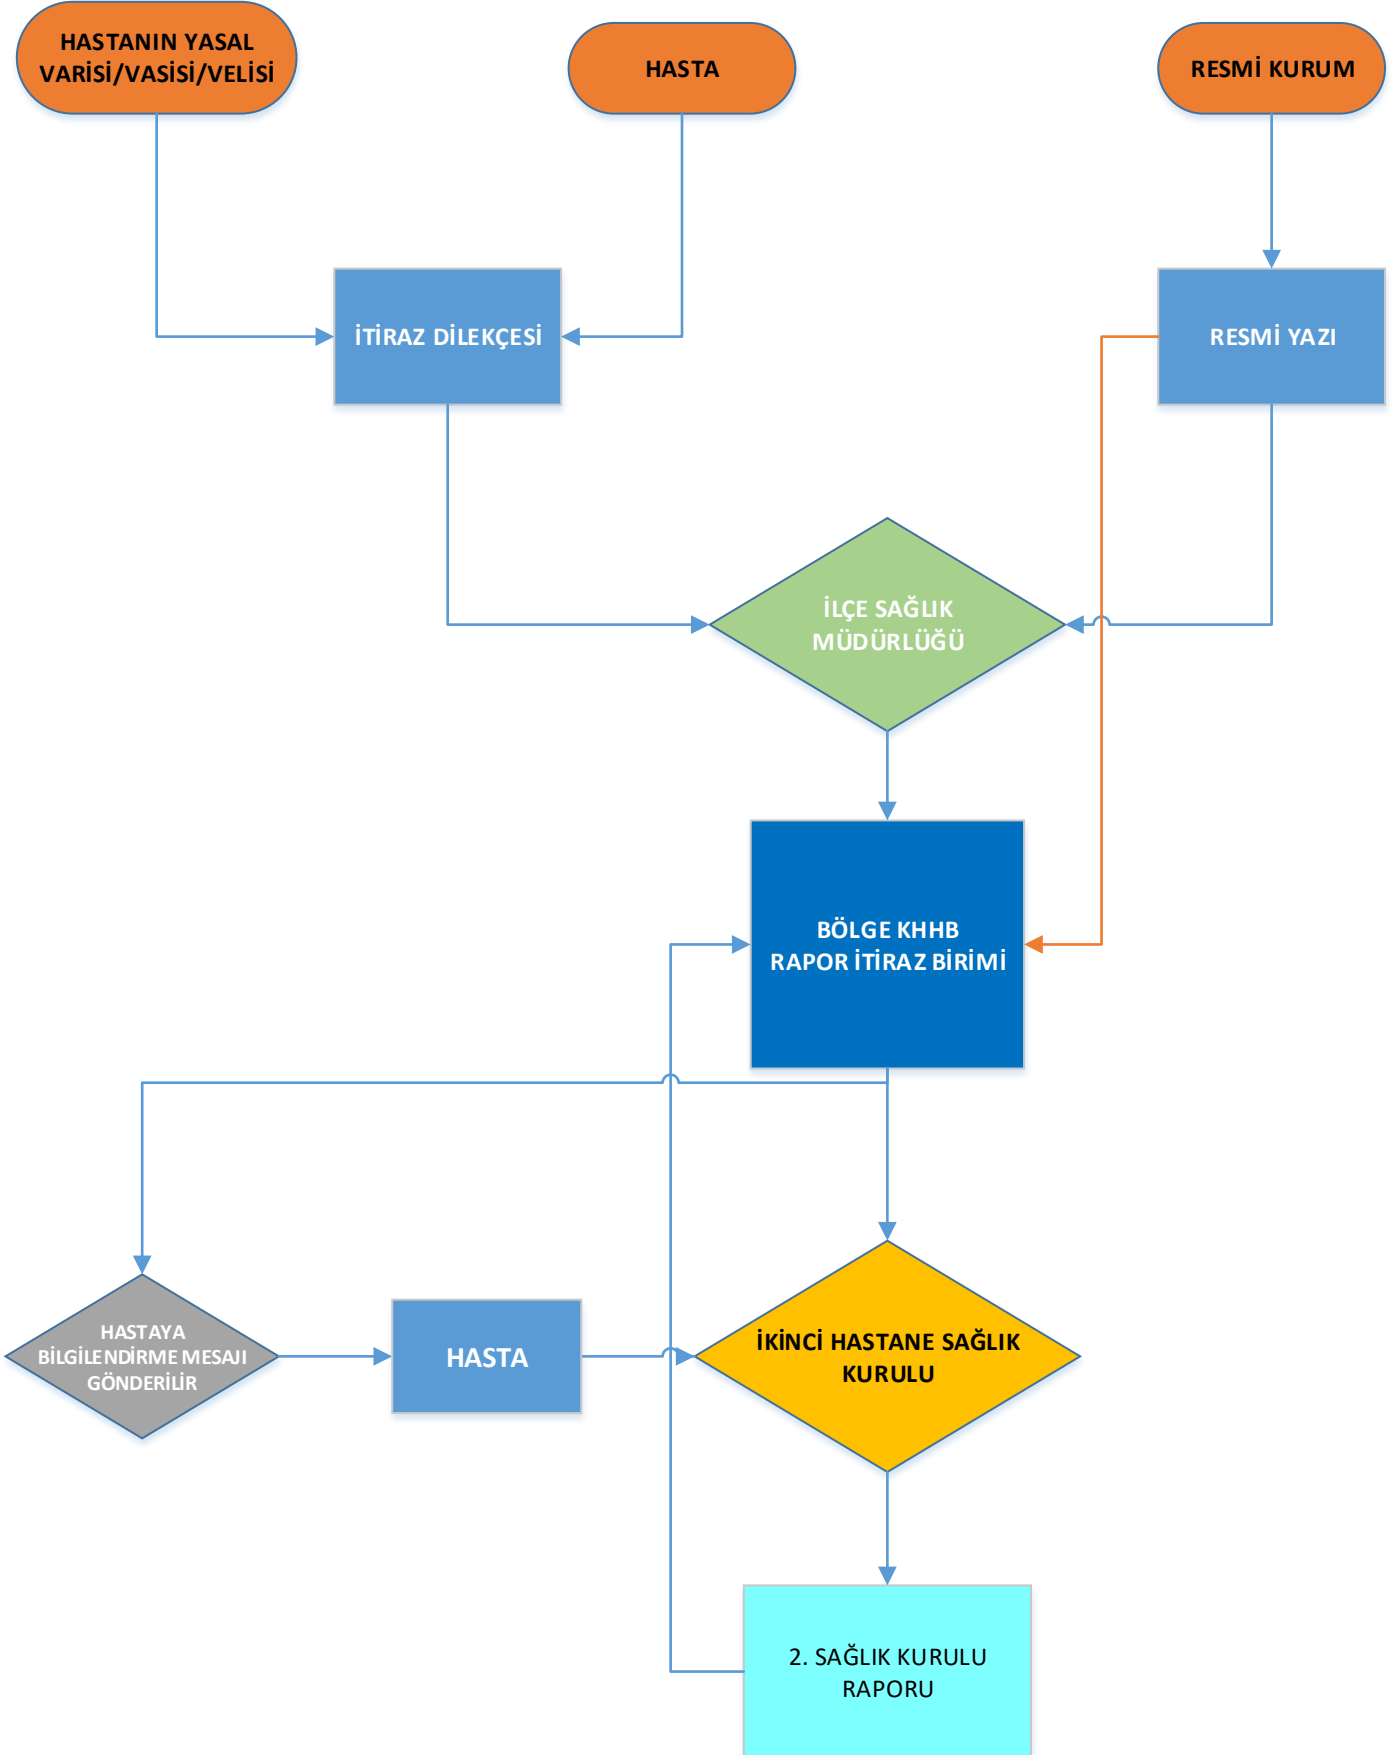 HASTANIN YASAL
VARİSİ/VASİSİ/VELİSİ
HASTA
RESMİ KURUM
İTİRAZ DİLEKÇESİ
RESMİ YAZI
İLÇE SAĞLIK
MÜDÜRLÜĞÜ
BÖLGE KHHB
RAPOR İTİRAZ BİRİMİ
HASTAYA
BİLGİLENDİRME MESAJI
GÖNDERİLİR
HASTA
İKİNCİ HASTANE SAĞLIK
KURULU
2. SAĞLIK KURULU
RAPORU